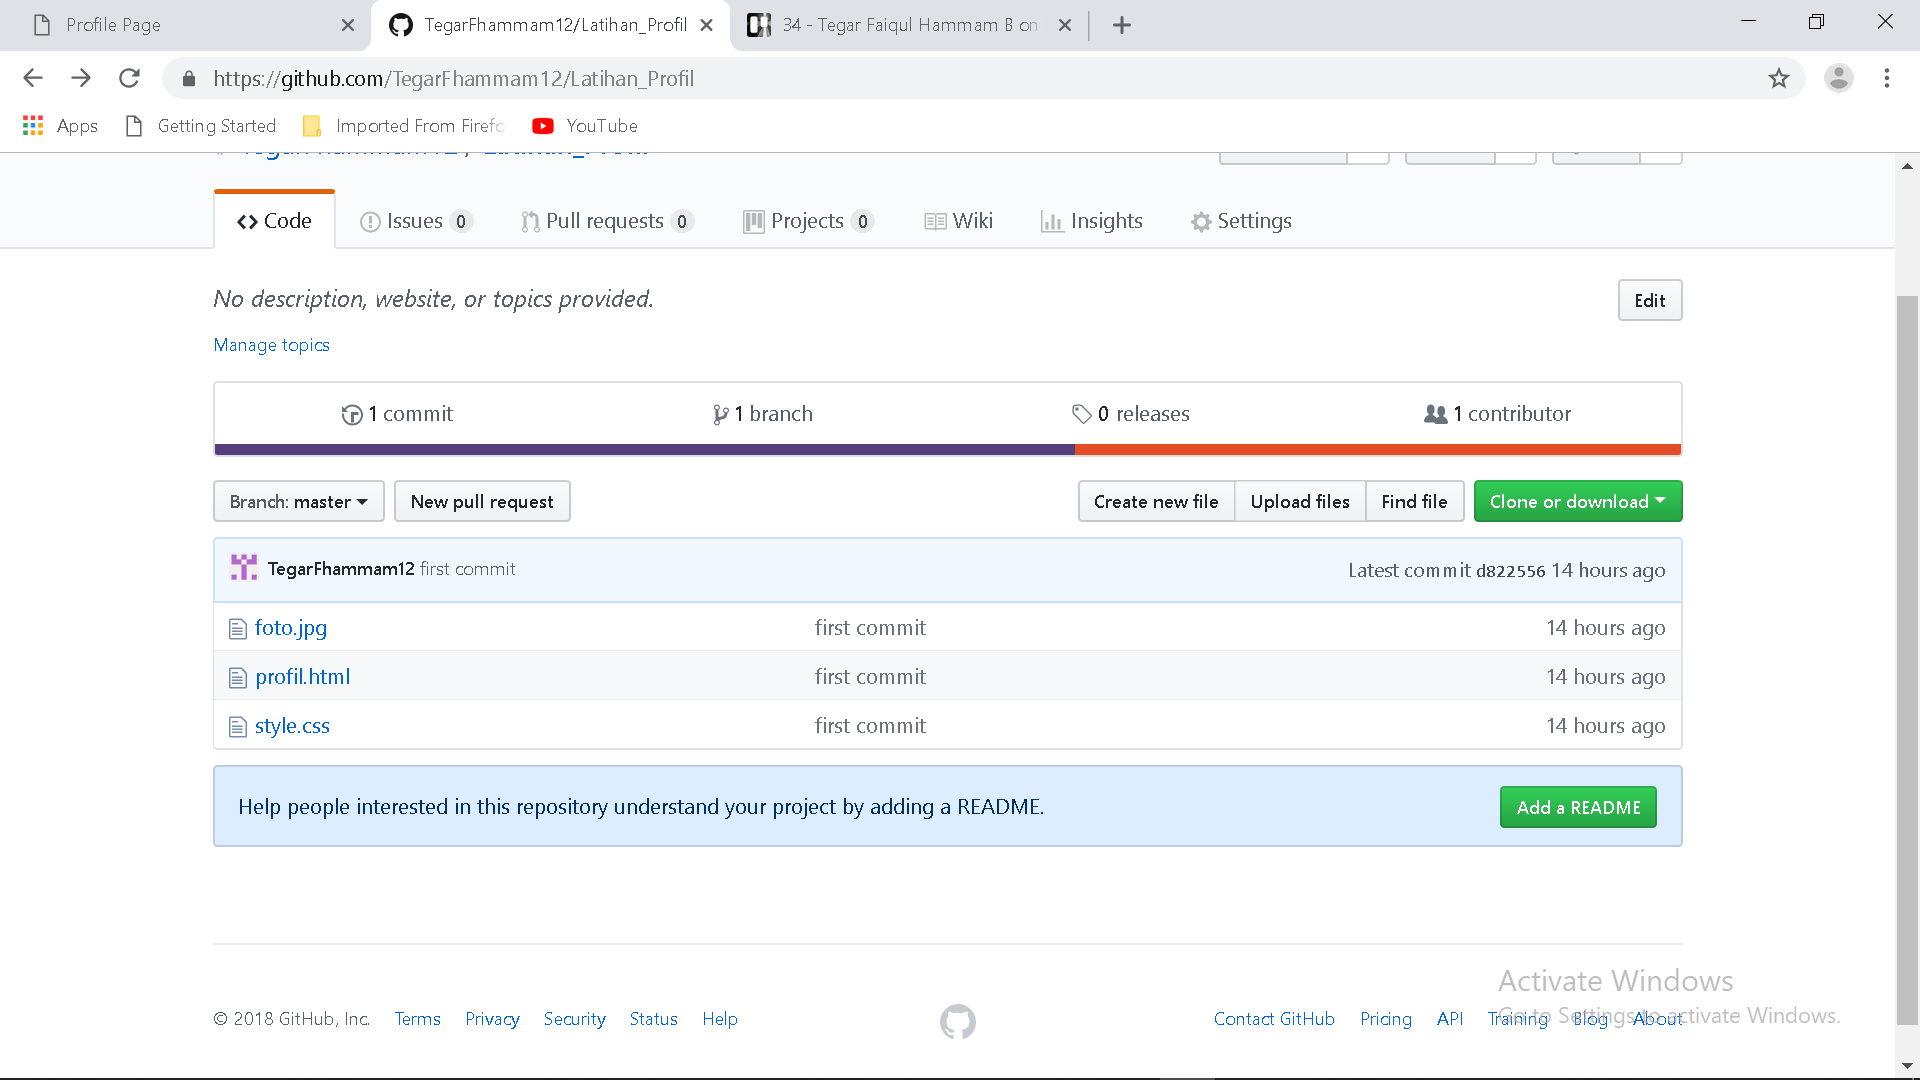 Profile Page
TegarFhammam12/Latihan_Profil
34 - Tegar Faiqul Hammam B on
https://github.com/TegarFhammam12/Latihan_Profil
Apps
Getting Started
Imported From Firefo
YouTube
Code
Issues 0
Pull requests 0
Projects 0
Wiki
Insights
Settings
No description, website, or topics provided.
Edit
Manage topics
1 commit
1 branch
0 releases
1 contributor
Branch: master
New pull request
Create new file
Upload files
Find file
Clone or download
TegarFhammam12 first commit
Latest commit d822556 14 hours ago
foto.jpg first commit 14 hours ago
profil.html first commit 14 hours ago
style.css first commit 14 hours ago
Help people interested in this repository understand your project by adding a README.
Add a README
Activate Windows
Go to Settings to activate Windows.
© 2018 GitHub, Inc.
Terms
Privacy
Security
Status
Help
Contact GitHub
Pricing
API
Training
Blog
About